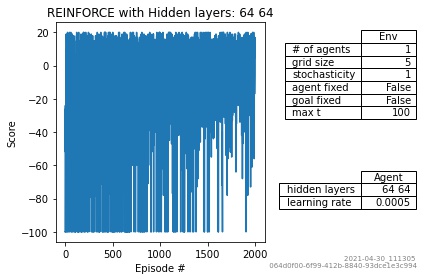 REINFORCE with Hidden layers: 64 64
20
0
−20
−40
−60
−80
−100
Score
0 500 1000 1500 2000
Episode #
Env
# of agents 1
grid size 5
stochasticity 1
agent fixed False
goal fixed False
max t 100
Agent
hidden layers 64 64
learning rate 0.0005
2021-04-30_111305
064d0f00-6f99-412b-8840-93dce1e3c994